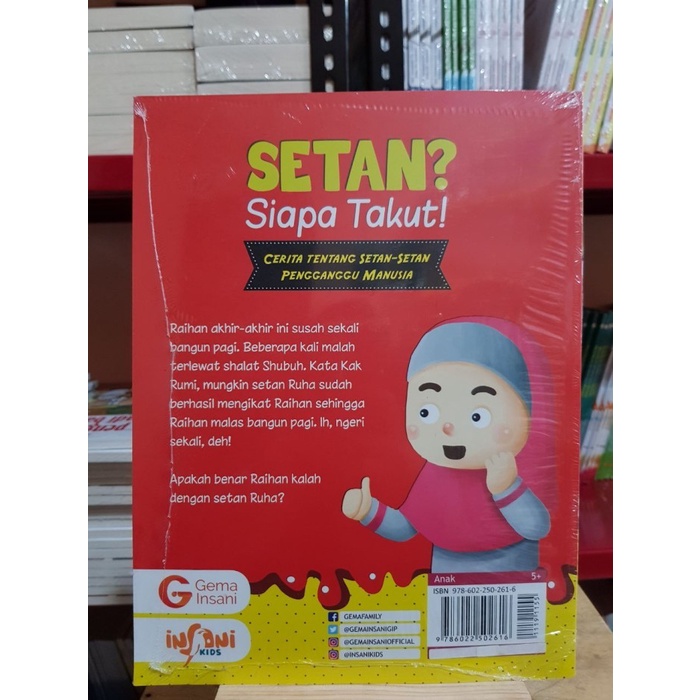 SETAN?
Siapa Takut!
CERITA TENTANG SETAN-SETAN
PENGGANGGU MANUSIA
Raihan akhir-akhir ini susah sekali
bangun pagi. Beberapa kali malah
terlewat shalat Shubuh. Kata Kak
Rumi, mungkin setan Ruha sudah
berhasil mengikat Raihan sehingga
Raihan malas bangun pagi. Ih, ngeri
sekali, deh!
Apakah benar Raihan kalah
dengan setan Ruha?
Gema
Insani
INSANI
KIDS
GEMAFAMILY
@GEMAINSANIGIP
@GEMAINSANIOFFICIAL
@INSANIKIDS
Anak 5+
ISBN 978-602-250-261-6
9 786022 502616